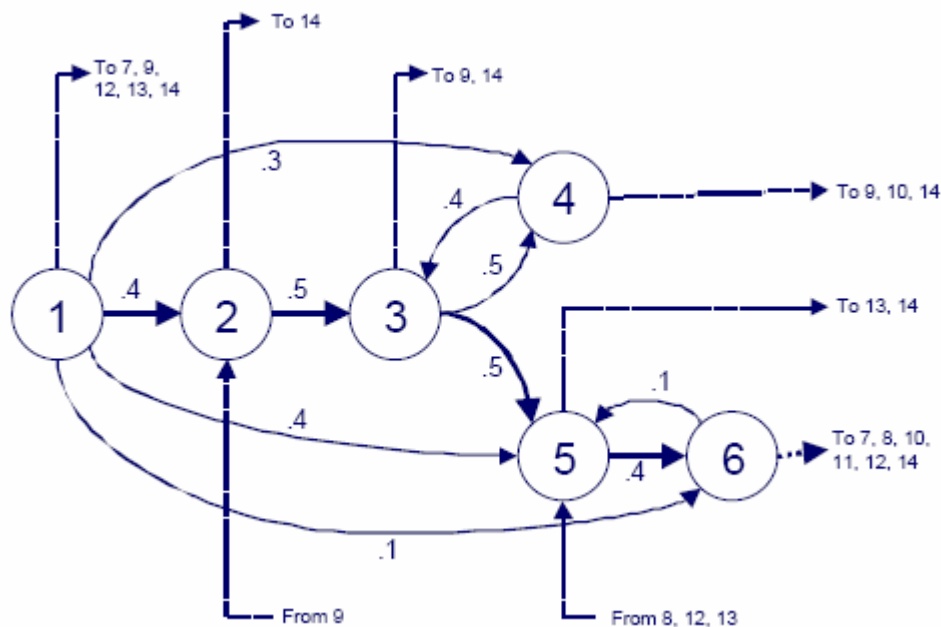 To 14
To 7, 9,
12, 13, 14
To 9, 14
.3
4
.4
To 9, 10, 14
.5
1
.4
2
.5
3
To 13, 14
.5
.1
.4
5
.4
6
To 7, 8, 10,
11, 12, 14
.1
From 9
From 8, 12, 13